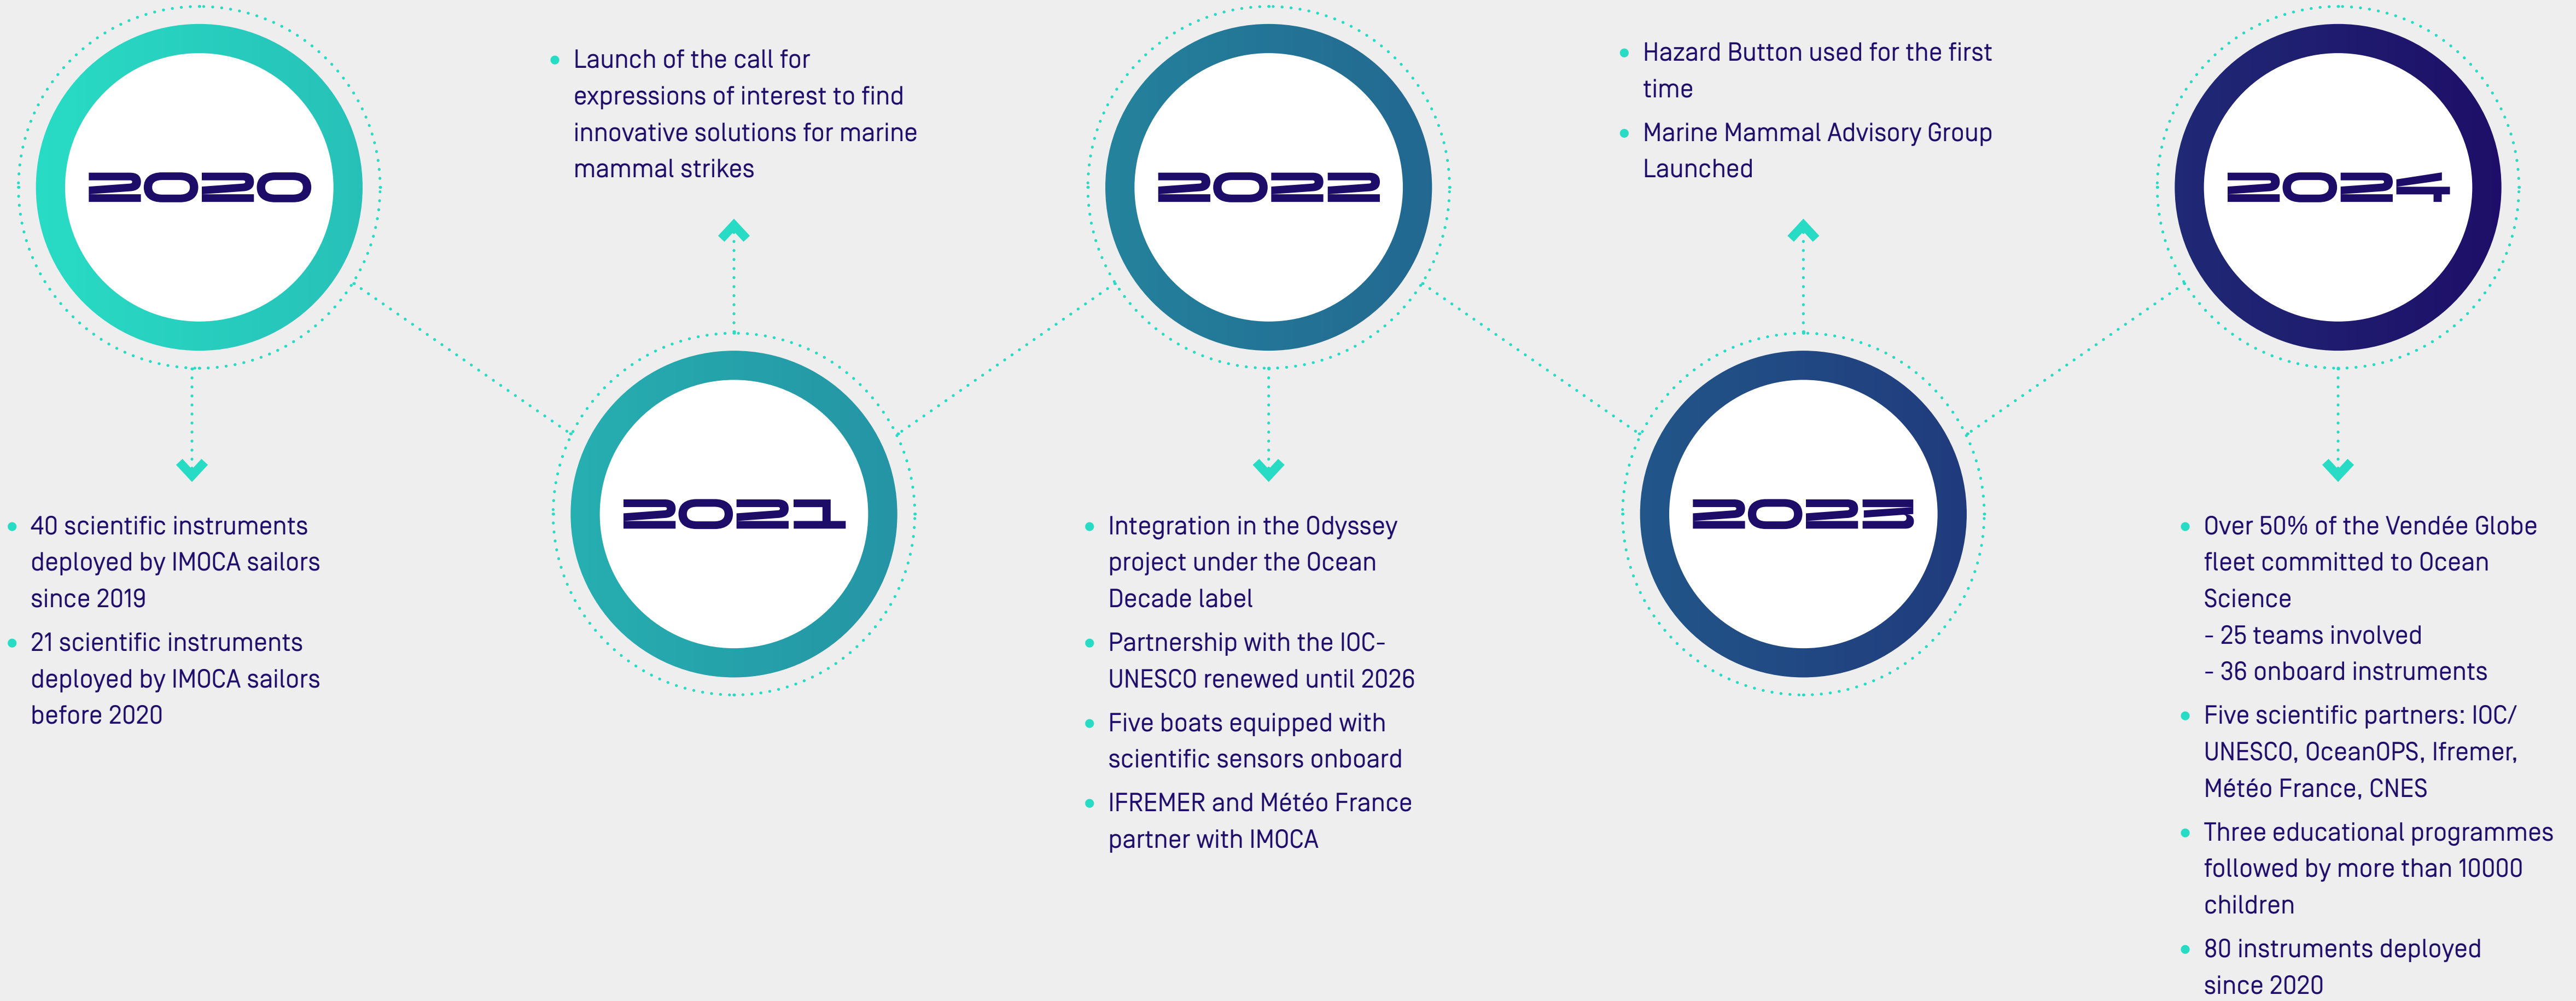 2020
40 scientific instruments
deployed by IMOCA sailors
since 2019
21 scientific instruments
deployed by IMOCA sailors
before 2020
Launch of the call for
expressions of interest to find
innovative solutions for marine
mammal strikes
2021
2022
Integration in the Odyssey
project under the Ocean
Decade label
Partnership with the IOC-
UNESCO renewed until 2026
Five boats equipped with
scientific sensors onboard
IFREMER and Météo France
partner with IMOCA
Hazard Button used for the first
time
Marine Mammal Advisory Group
Launched
2023
2024
Over 50% of the Vendée Globe
fleet committed to Ocean
Science
- 25 teams involved
- 36 onboard instruments
Five scientific partners: IOC/
UNESCO, OceanOPS, Ifremer,
Météo France, CNES
Three educational programmes
followed by more than 10000
children
80 instruments deployed
since 2020